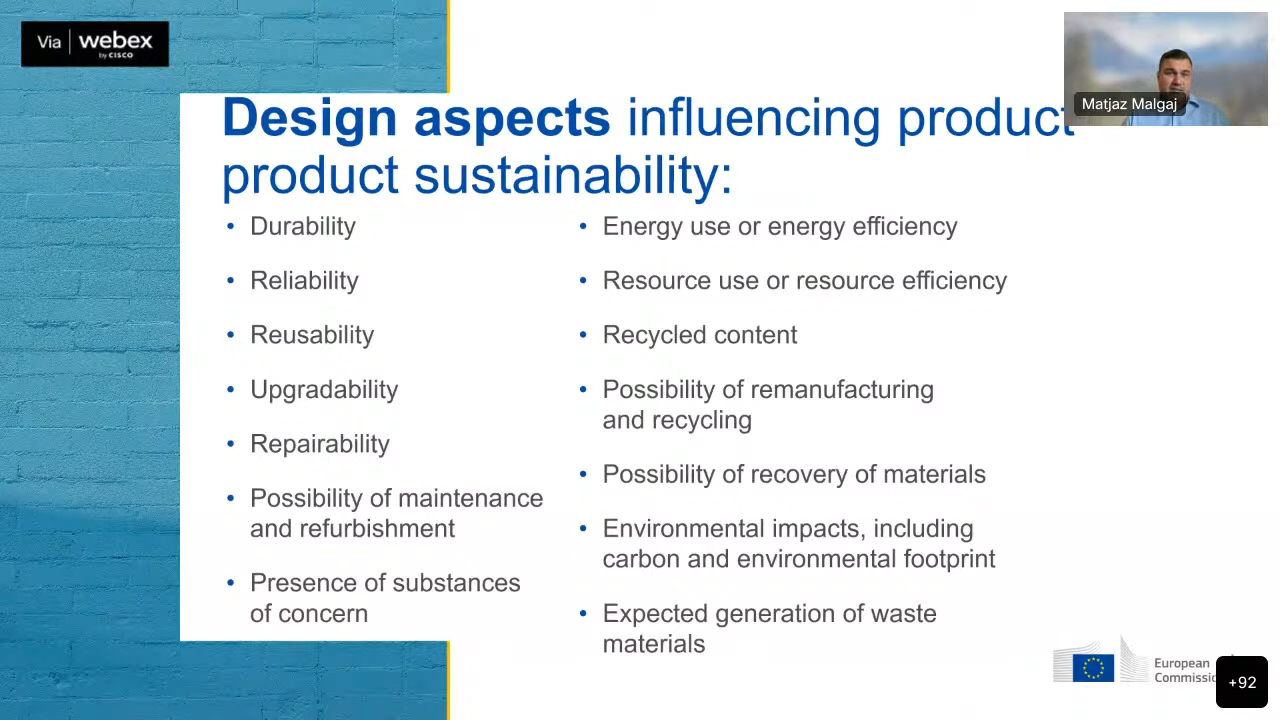 Via webex
by CISCO
Matjaz Malgaj
Design aspects influencing product
product sustainability:
• Durability
• Reliability
• Reusability
• Upgradability
• Repairability
• Possibility of maintenance
and refurbishment
• Presence of substances
of concern
• Energy use or energy efficiency
• Resource use or resource efficiency
• Recycled content
• Possibility of remanufacturing
and recycling
• Possibility of recovery of materials
• Environmental impacts, including
carbon and environmental footprint
• Expected generation of waste
materials
European
Commissi
+92